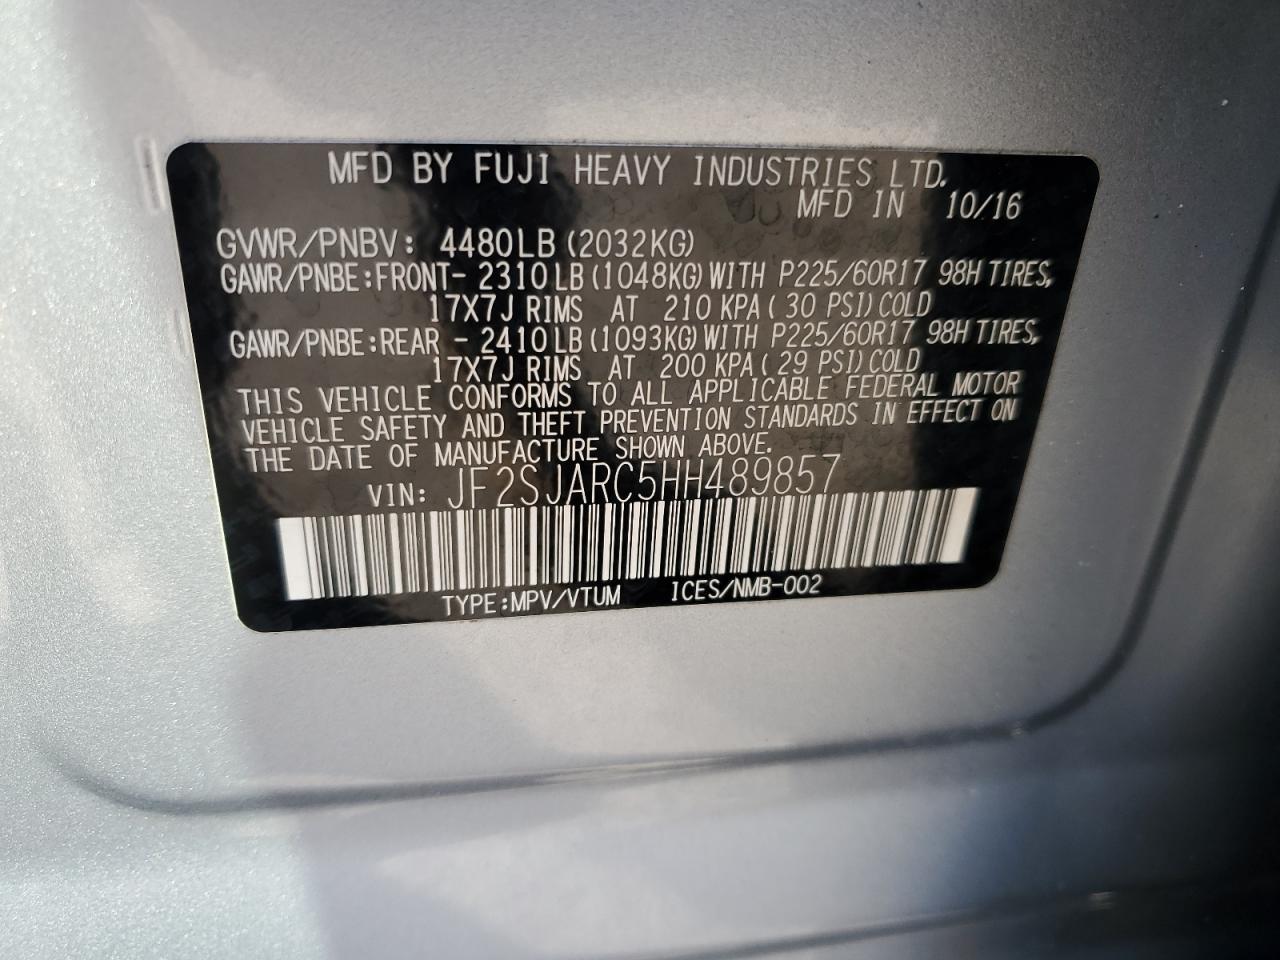 MFD BY FUJI HEAVY INDUSTRIES LTD.
MFD IN 10/16
GVWR/PNBV: 4480LB (2032KG)
GAWR/PNBE:FRONT- 2310LB (1048KG) WITH P225/60R17 98H TIRES,
17X7J RIMS AT 210 KPA ( 30 PSI) COLD
GAWR/PNBE:REAR - 2410LB (1093KG) WITH P225/60R17 98H TIRES,
17X7J RIMS AT 200 KPA ( 29 PSI) COLD
THIS VEHICLE CONFORMS TO ALL APPLICABLE FEDERAL MOTOR
VEHICLE SAFETY AND THEFT PREVENTION STANDARDS IN EFFECT ON
THE DATE OF MANUFACTURE SHOWN ABOVE.
VIN: JF2SJARC5HH489857
TYPE:MPV/VTUM ICES/NMB-002